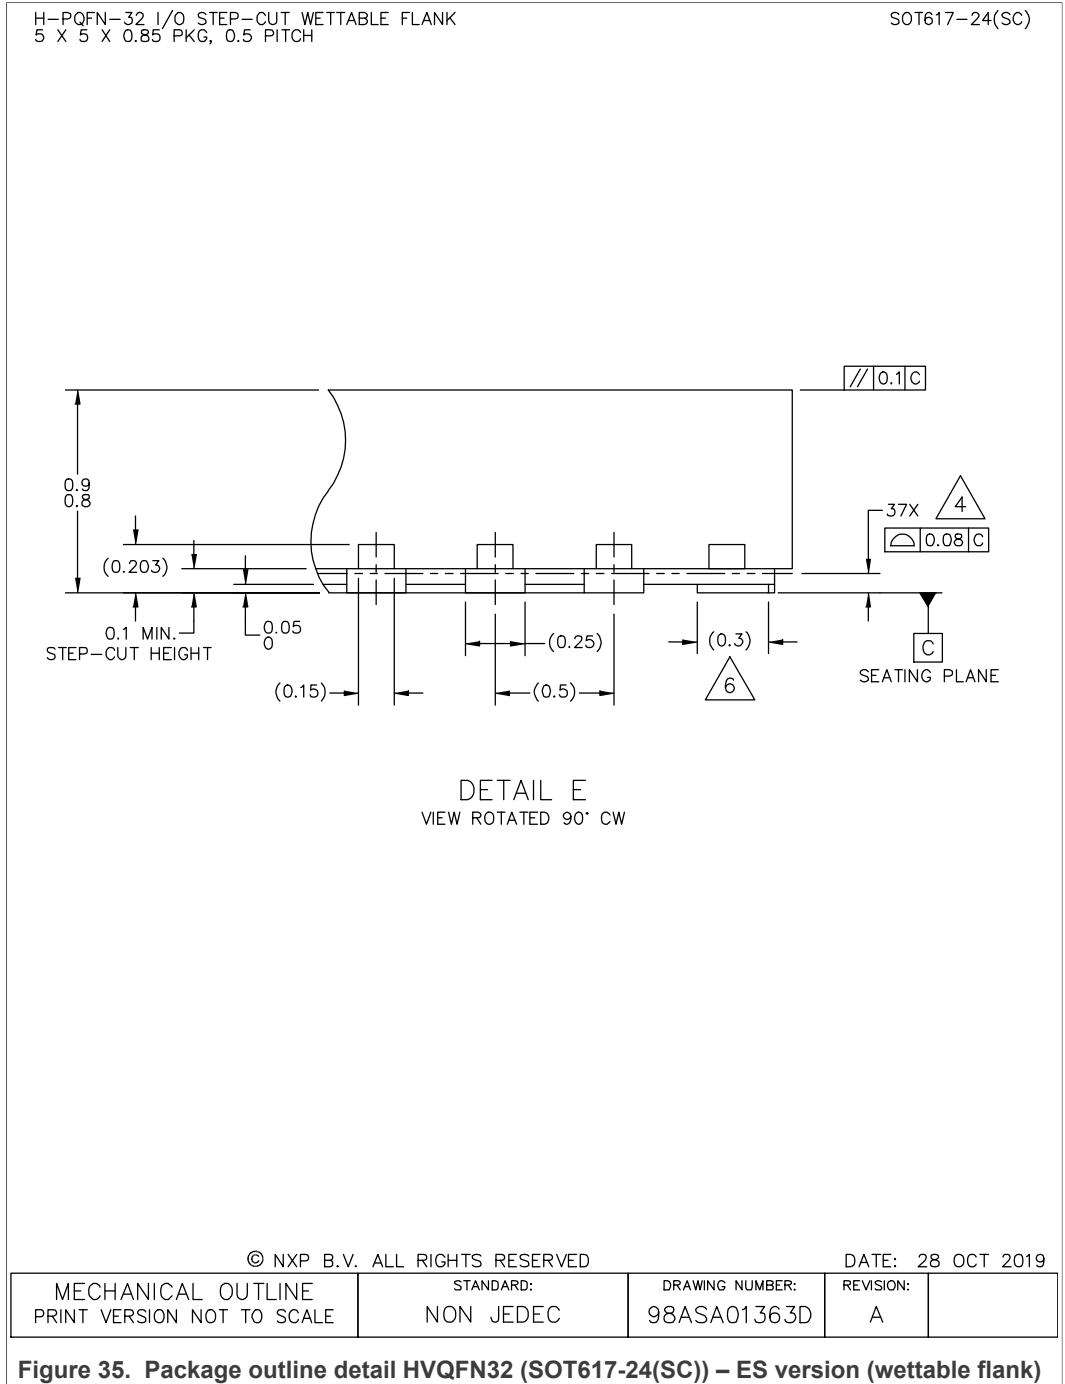 H-PQFN-32 I/O STEP-CUT WETTABLE FLANK
5 X 5 X 0.85 PKG, 0.5 PITCH
SOT617-24(SC)
// 0.1 C
0.9
0.8
37X 4
⌓ 0.08 C
(0.203)
0.1 MIN.
STEP-CUT HEIGHT
0.05
0
(0.25)
(0.3)
6
(0.15)
(0.5)
C
SEATING PLANE
DETAIL E
VIEW ROTATED 90° CW
© NXP B.V. ALL RIGHTS RESERVED
DATE: 28 OCT 2019
MECHANICAL OUTLINE
PRINT VERSION NOT TO SCALE
STANDARD:
NON JEDEC
DRAWING NUMBER:
98ASA01363D
REVISION:
A
Figure 35. Package outline detail HVQFN32 (SOT617-24(SC)) – ES version (wettable flank)